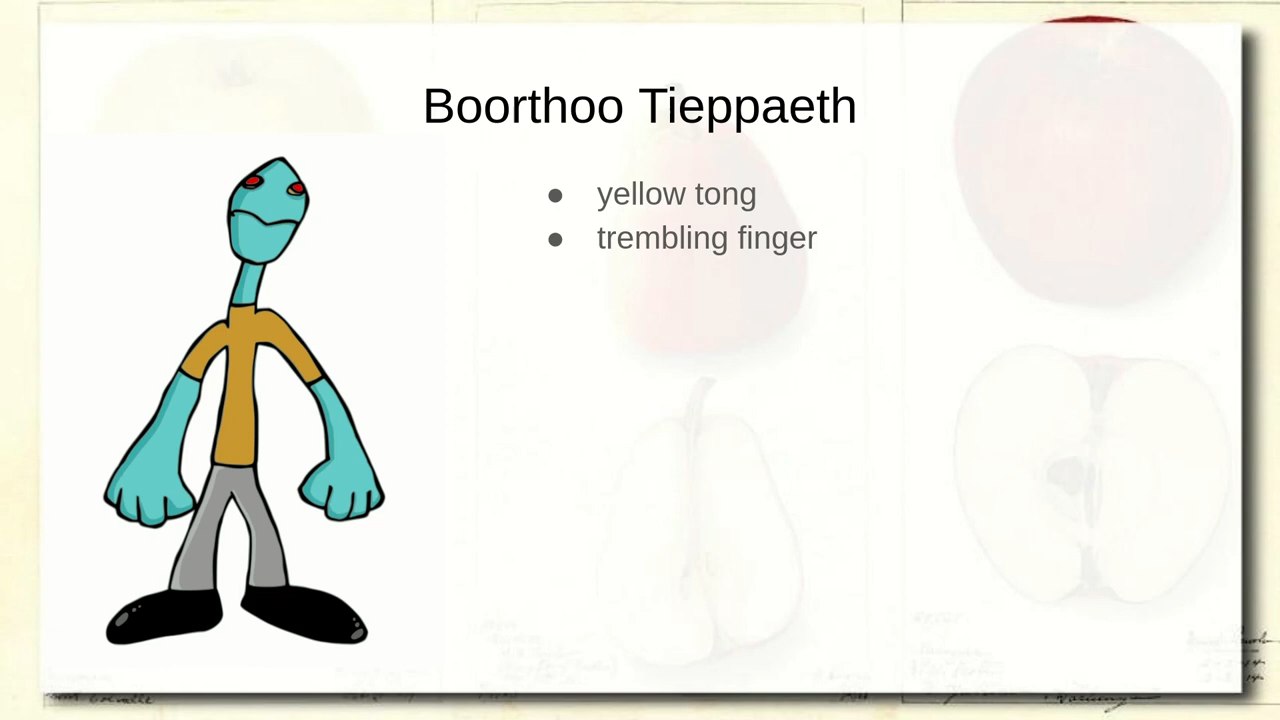 Boorthoo Tieppaeth
● yellow tong
● trembling finger